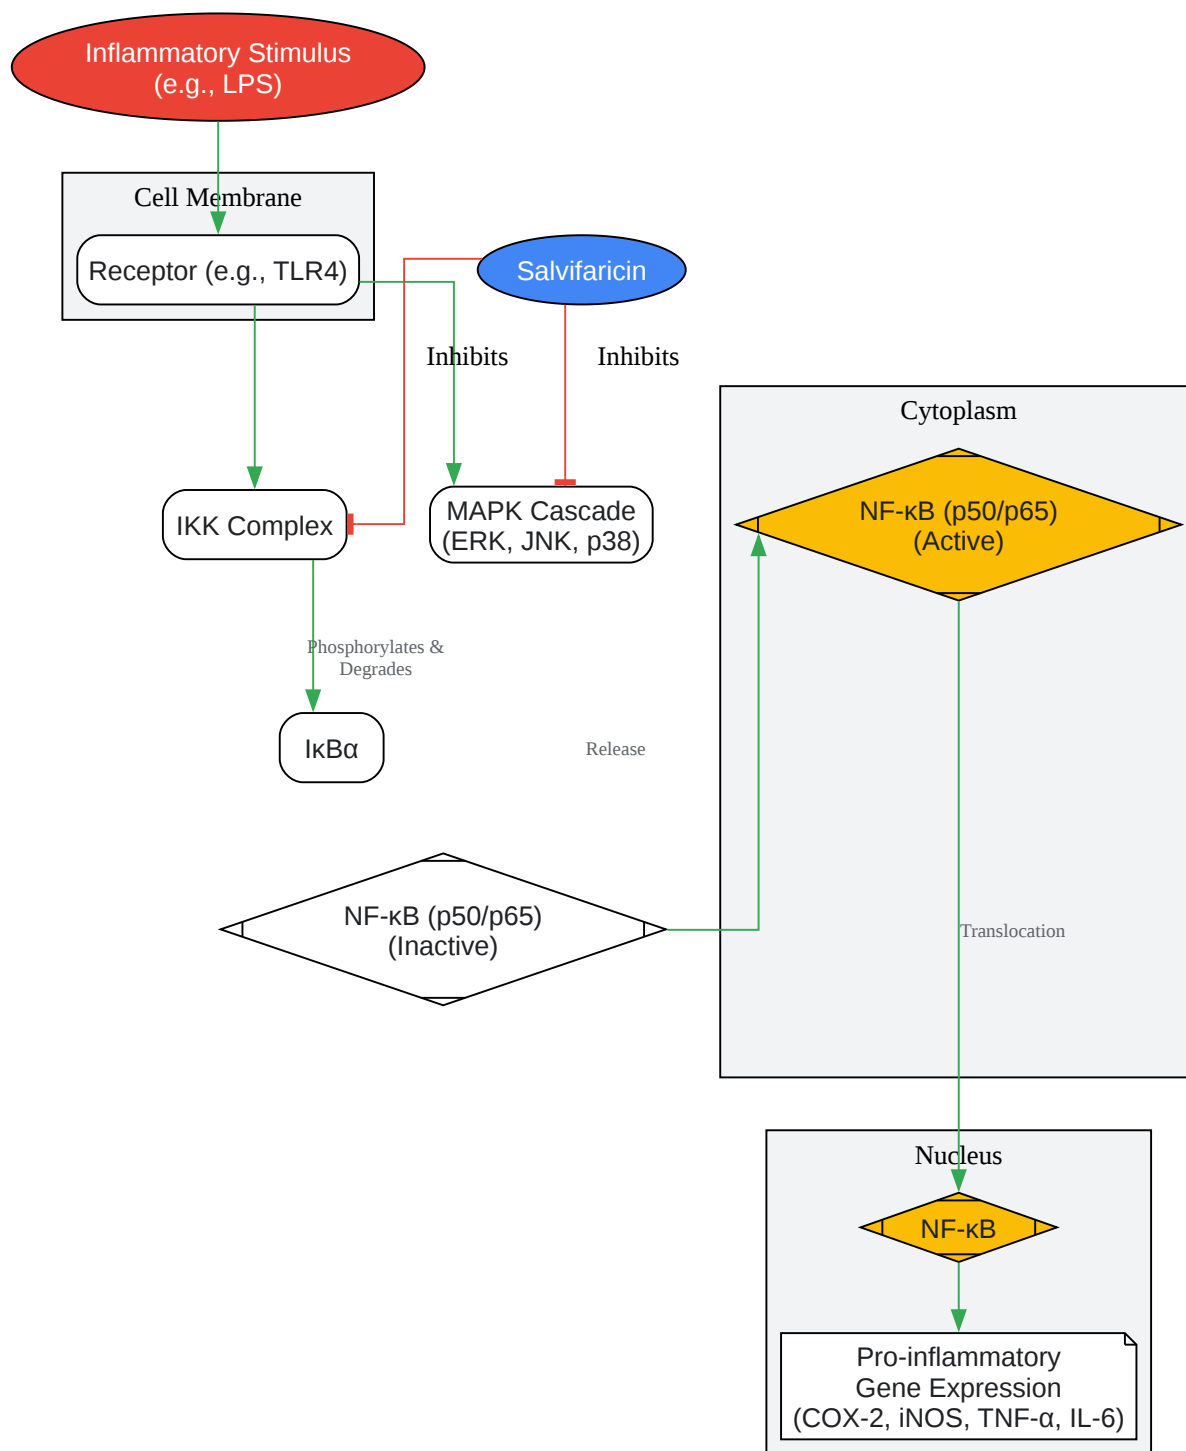 Inflammatory Stimulus
(e.g., LPS)
Cell Membrane
Receptor (e.g., TLR4)
Salvifaricin
Inhibits
Inhibits
Cytoplasm
NF-κB (p50/p65)
(Active)
IKK Complex
MAPK Cascade
(ERK, JNK, p38)
Phosphorylates &
Degrades
IκBα
Release
NF-κB (p50/p65)
(Inactive)
Translocation
Nucleus
NF-κB
Pro-inflammatory
Gene Expression
(COX-2, iNOS, TNF-α, IL-6)